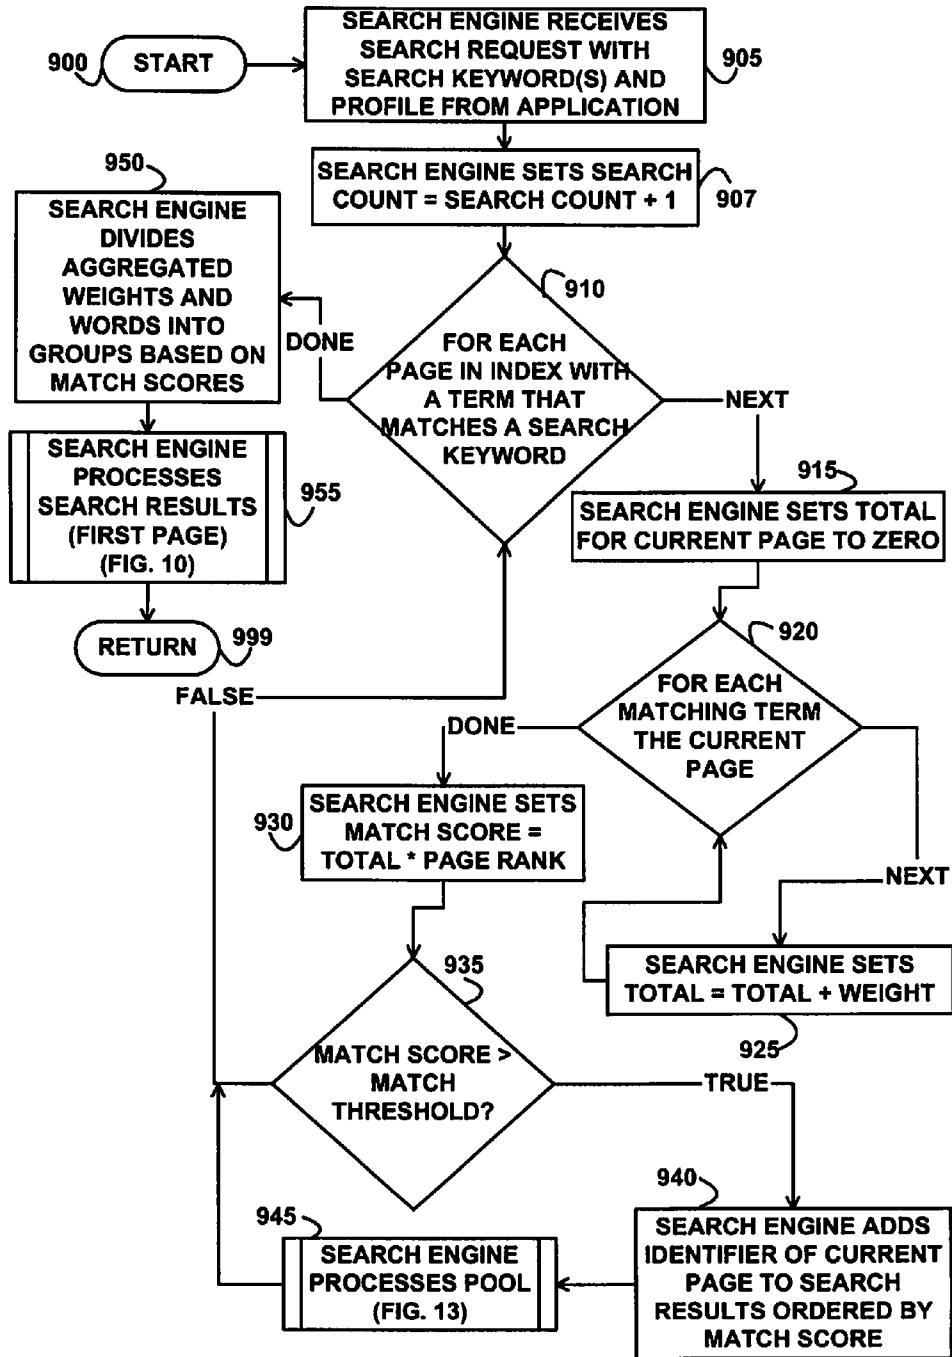 900
START
SEARCH ENGINE RECEIVES
SEARCH REQUEST WITH
SEARCH KEYWORD(S) AND
PROFILE FROM APPLICATION
905
SEARCH ENGINE SETS SEARCH
COUNT = SEARCH COUNT + 1
907
950
SEARCH ENGINE
DIVIDES
AGGREGATED
WEIGHTS AND
WORDS INTO
GROUPS BASED ON
MATCH SCORES
DONE
910
FOR EACH
PAGE IN INDEX WITH
A TERM THAT
MATCHES A SEARCH
KEYWORD
NEXT
SEARCH ENGINE
PROCESSES
SEARCH RESULTS
(FIRST PAGE)
(FIG. 10)
955
915
SEARCH ENGINE SETS TOTAL
FOR CURRENT PAGE TO ZERO
RETURN
999
920
FOR EACH
MATCHING TERM
THE CURRENT
PAGE
FALSE
DONE
NEXT
930
SEARCH ENGINE SETS
MATCH SCORE =
TOTAL * PAGE RANK
SEARCH ENGINE SETS
TOTAL = TOTAL + WEIGHT
925
935
MATCH SCORE >
MATCH
THRESHOLD?
TRUE
940
SEARCH ENGINE ADDS
IDENTIFIER OF CURRENT
PAGE TO SEARCH
RESULTS ORDERED BY
MATCH SCORE
945
SEARCH ENGINE
PROCESSES POOL
(FIG. 13)